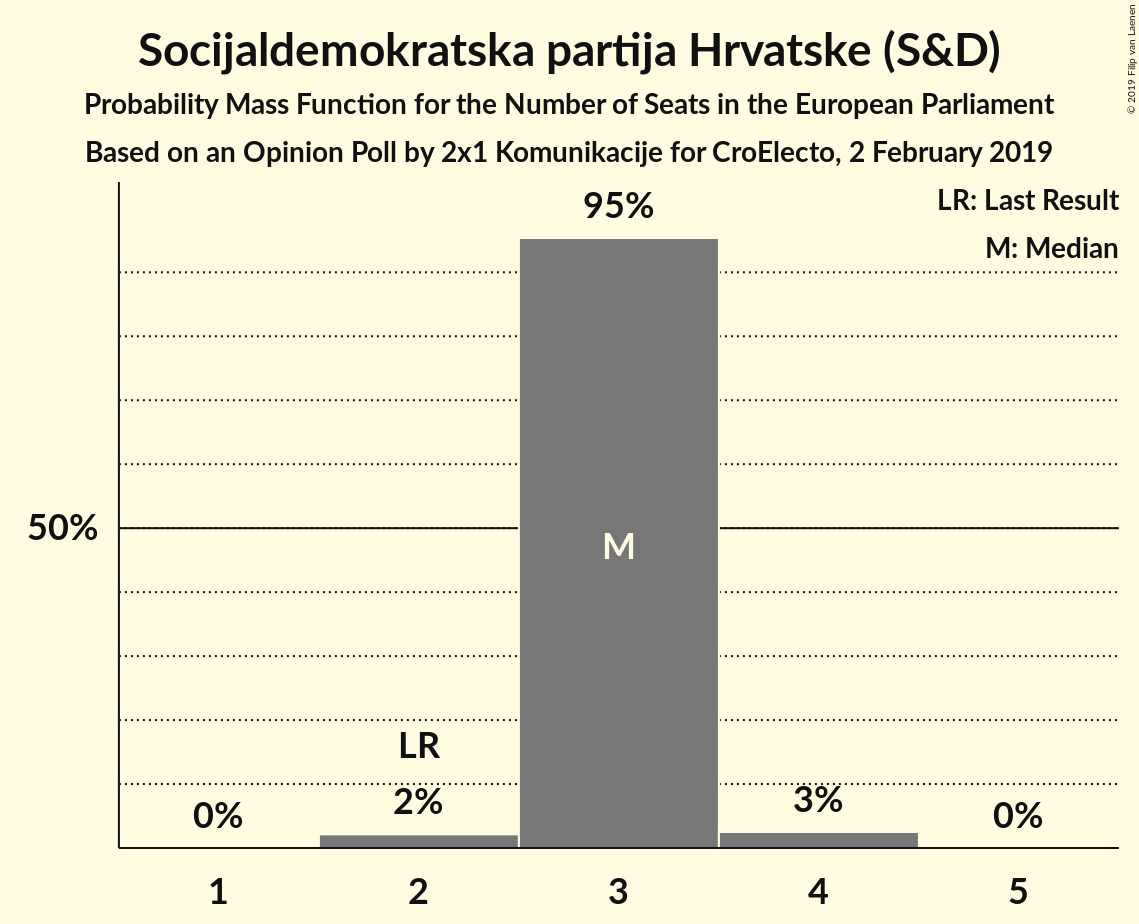 Socijaldemokratska partija Hrvatske (S&D)
Probability Mass Function for the Number of Seats in the European Parliament
Based on an Opinion Poll by 2x1 Komunikacije for CroElecto, 2 February 2019
© 2019 Filip van Laenen
LR: Last Result
M: Median
95%
50%
M
LR
0%
2%
3%
0%
1
2
3
4
5